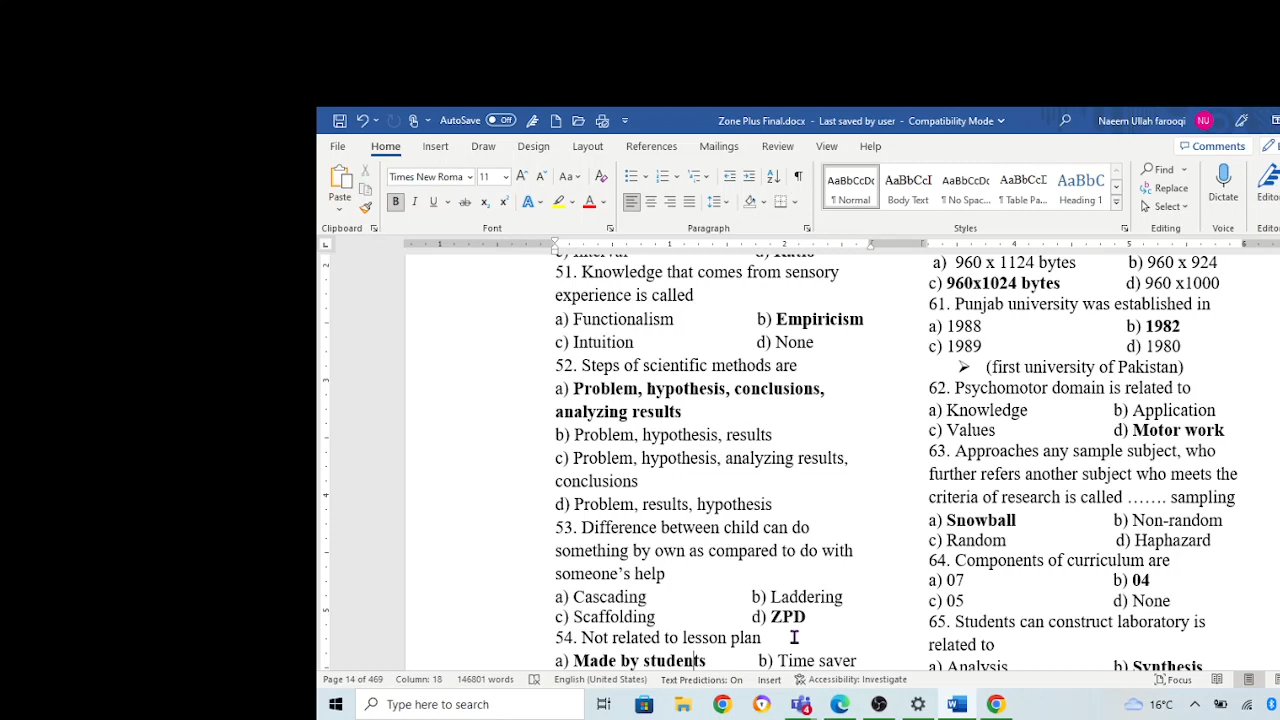 AutoSave Off Zone Plus Final.docx - Last saved by user - Compatibility Mode Naeem Ullah farooqi NU
File Home Insert Draw Design Layout References Mailings Review View Help Comments
Paste Times New Roma 11 Aa AaBbCcDc AaBbCcI AaBbCcDc AaBbCcDc AaBbC Find Dictate
¶ Normal Body Text ¶ No Spac... ¶ Table Pa... Heading 1 Replace
Select
Clipboard Font Paragraph Styles Editing Voice
51. Knowledge that comes from sensory
experience is called
a) Functionalism b) Empiricism
c) Intuition d) None
52. Steps of scientific methods are
a) Problem, hypothesis, conclusions,
analyzing results
b) Problem, hypothesis, results
c) Problem, hypothesis, analyzing results,
conclusions
d) Problem, results, hypothesis
53. Difference between child can do
something by own as compared to do with
someone's help
a) Cascading b) Laddering
c) Scaffolding d) ZPD
54. Not related to lesson plan
a) Made by students b) Time saver
a) 960 x 1124 bytes b) 960 x 924
c) 960x1024 bytes d) 960 x1000
61. Punjab university was established in
a) 1988 b) 1982
c) 1989 d) 1980
➢ (first university of Pakistan)
62. Psychomotor domain is related to
a) Knowledge b) Application
c) Values d) Motor work
63. Approaches any sample subject, who
further refers another subject who meets the
criteria of research is called ……. sampling
a) Snowball b) Non-random
c) Random d) Haphazard
64. Components of curriculum are
a) 07 b) 04
c) 05 d) None
65. Students can construct laboratory is
related to
a) Analysis b) Synthesis
Page 14 of 469 Column: 18 146801 words English (United States) Text Predictions: On Insert Accessibility: Investigate Focus
Type here to search 16°C